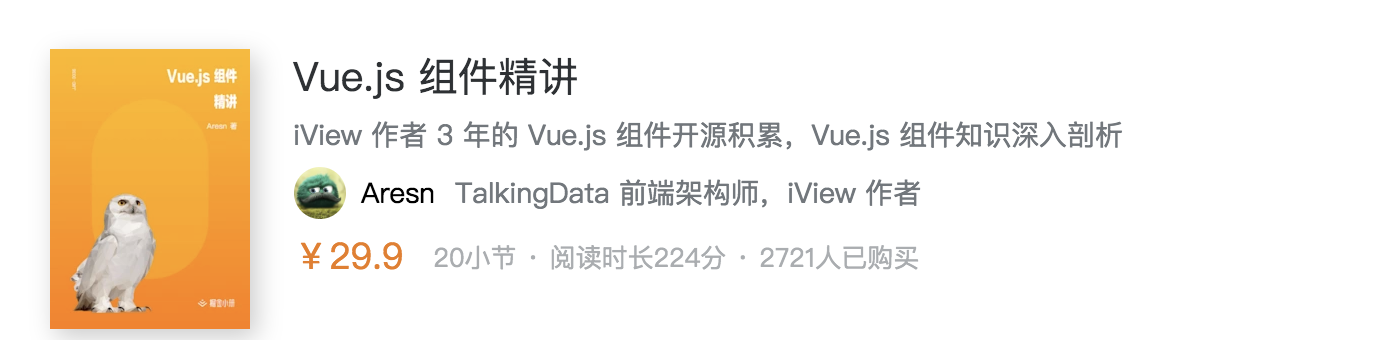 Vue.js 组件
精讲
Aresn 著
掘金小册
Vue.js 组件精讲
iView 作者 3 年的 Vue.js 组件开源积累，Vue.js 组件知识深入剖析
Aresn TalkingData 前端架构师，iView 作者
￥29.9 20小节 · 阅读时长224分 · 2721人已购买